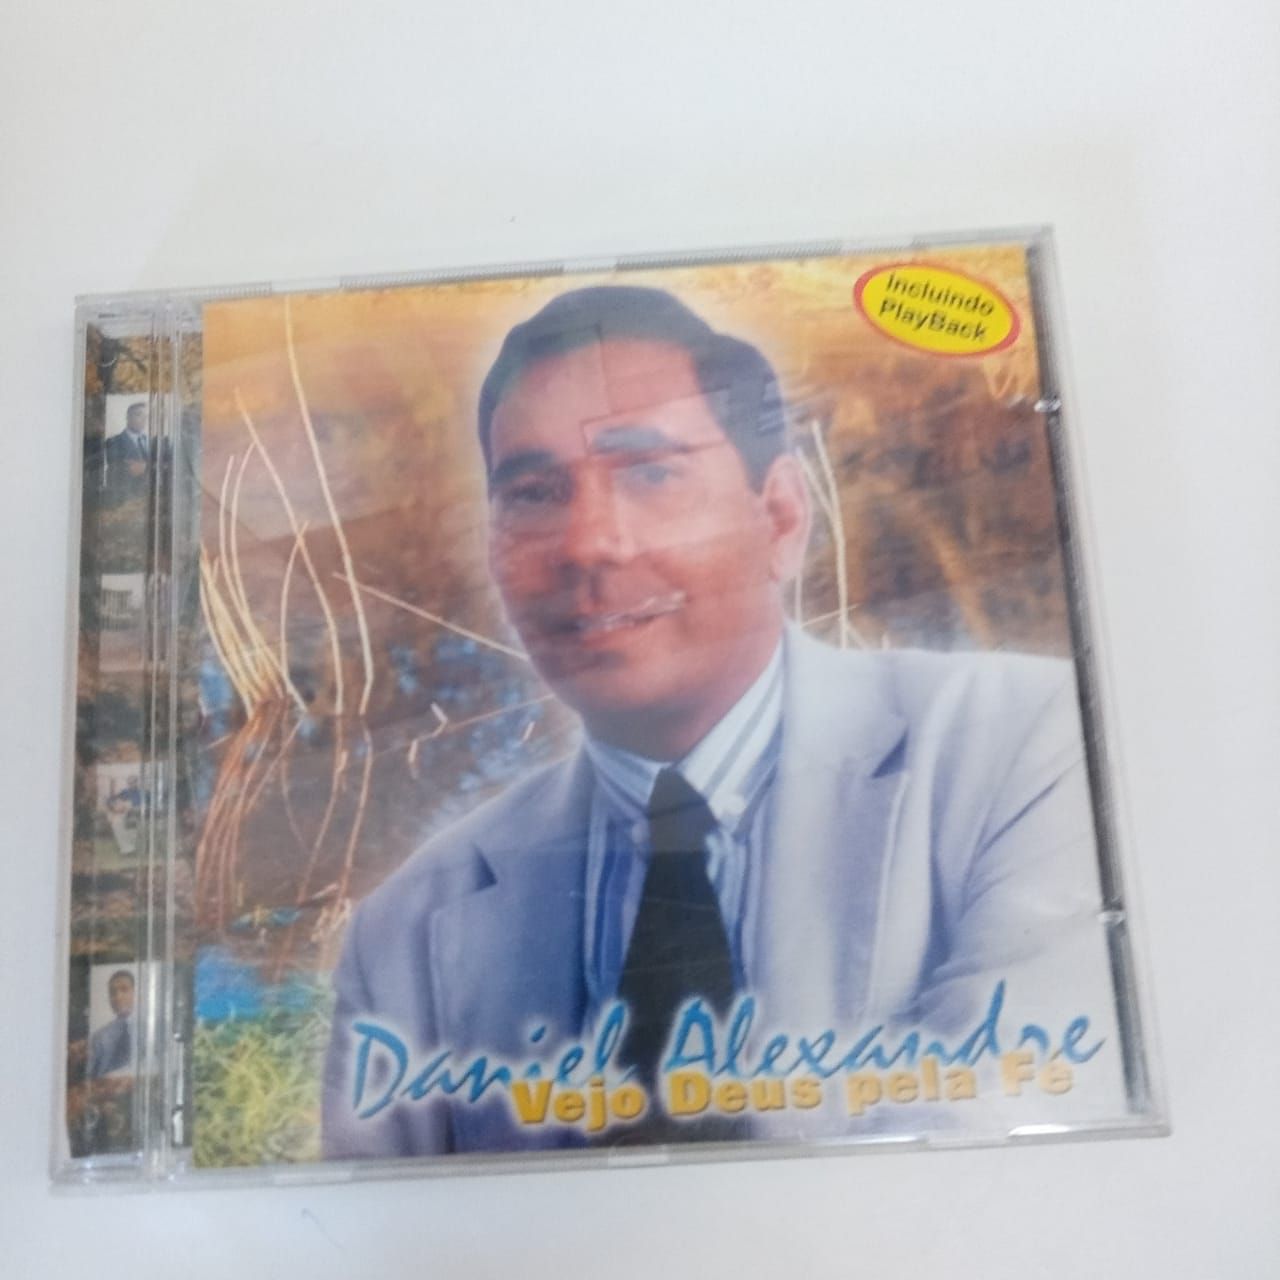 Incluindo
PlayBack
Daniel Alexandre
Vejo Deus pela Fé